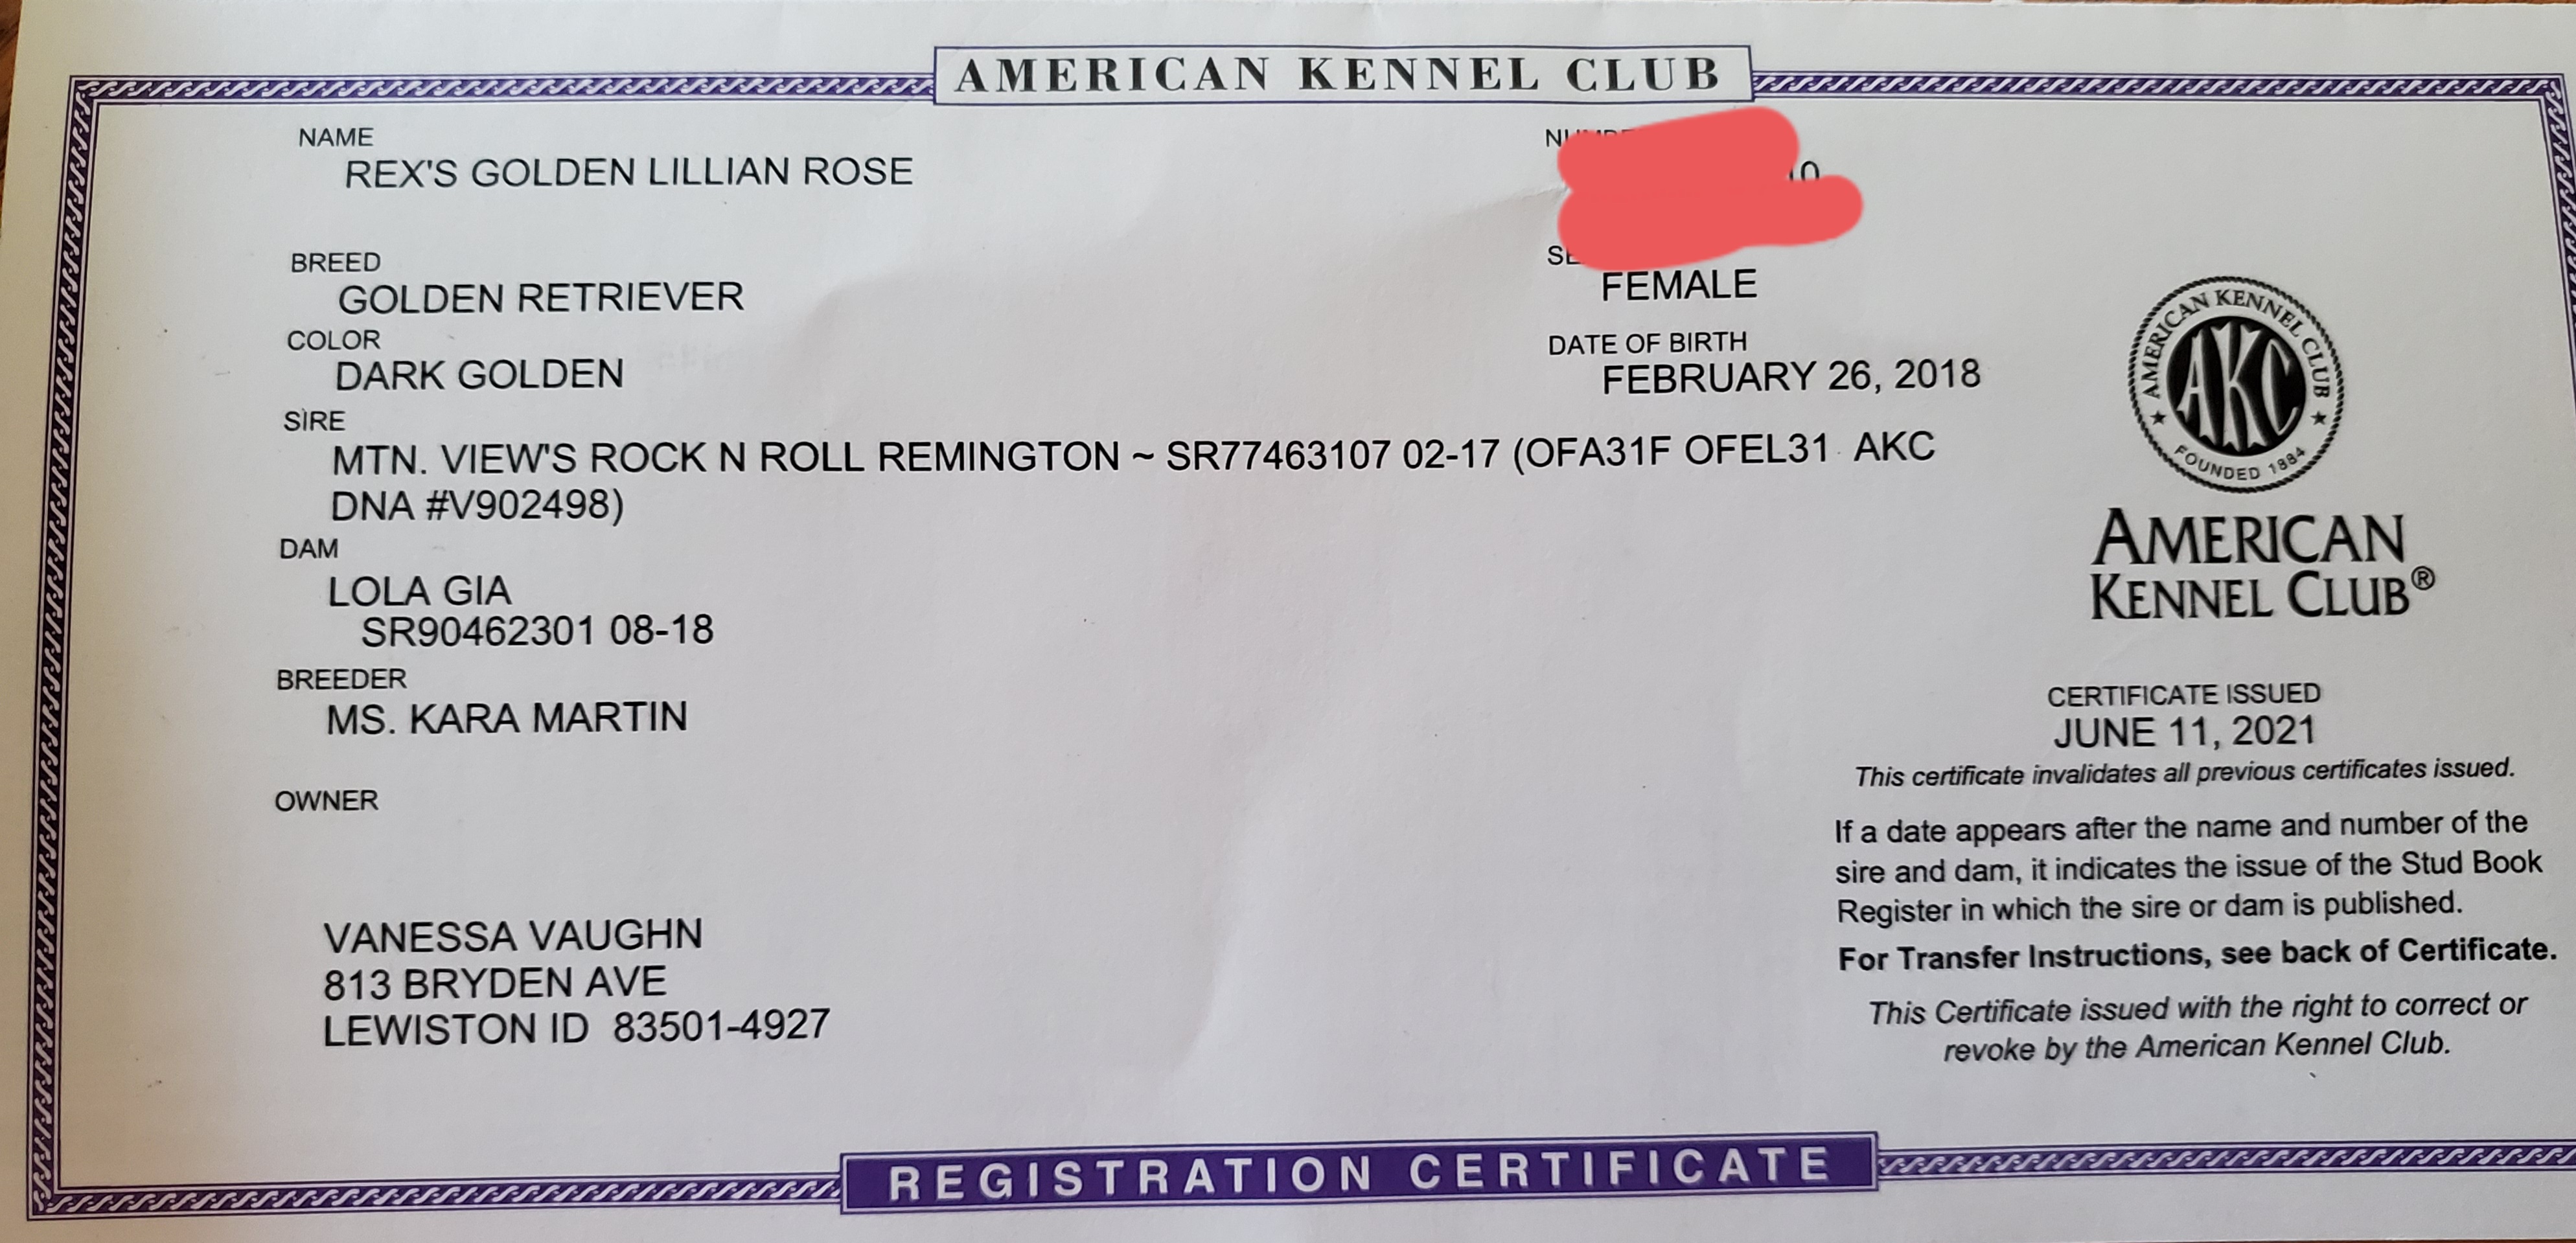 AMERICAN KENNEL CLUB
NAME
REX'S GOLDEN LILLIAN ROSE
BREED
GOLDEN RETRIEVER
COLOR
DARK GOLDEN
SIRE
MTN. VIEW'S ROCK N ROLL REMINGTON ~ SR77463107 02-17 (OFA31F OFEL31 AKC
DNA #V902498)
DAM
LOLA GIA
SR90462301 08-18
BREEDER
MS. KARA MARTIN
OWNER
VANESSA VAUGHN
813 BRYDEN AVE
LEWISTON ID 83501-4927
FEMALE
DATE OF BIRTH
FEBRUARY 26, 2018
AMERICAN KENNEL CLUB
AKC
FOUNDED 1884
AMERICAN
KENNEL CLUB®
CERTIFICATE ISSUED
JUNE 11, 2021
This certificate invalidates all previous certificates issued.
If a date appears after the name and number of the
sire and dam, it indicates the issue of the Stud Book
Register in which the sire or dam is published.
For Transfer Instructions, see back of Certificate.
This Certificate issued with the right to correct or
revoke by the American Kennel Club.
REGISTRATION CERTIFICATE